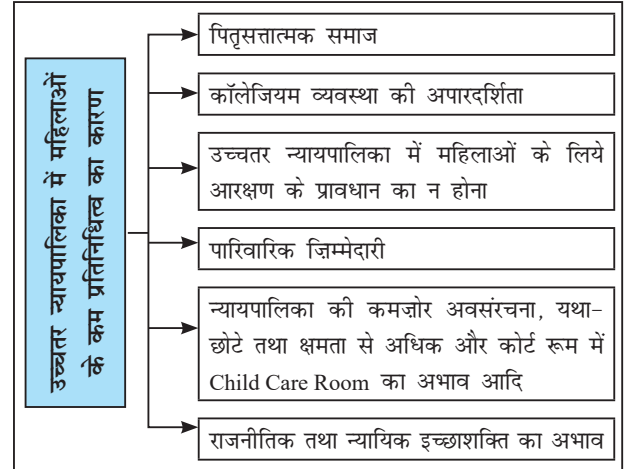 उच्चतर न्यायपालिका में महिलाओं
के कम प्रतिनिधित्व का कारण
पितृसत्तात्मक समाज
कॉलेजियम व्यवस्था की अपारदर्शिता
उच्चतर न्यायपालिका में महिलाओं के लिये
आरक्षण के प्रावधान का न होना
पारिवारिक ज़िम्मेदारी
न्यायपालिका की कमज़ोर अवसंरचना, यथा-
छोटे तथा क्षमता से अधिक और कोर्ट रूम में
Child Care Room का अभाव आदि
राजनीतिक तथा न्यायिक इच्छाशक्ति का अभाव